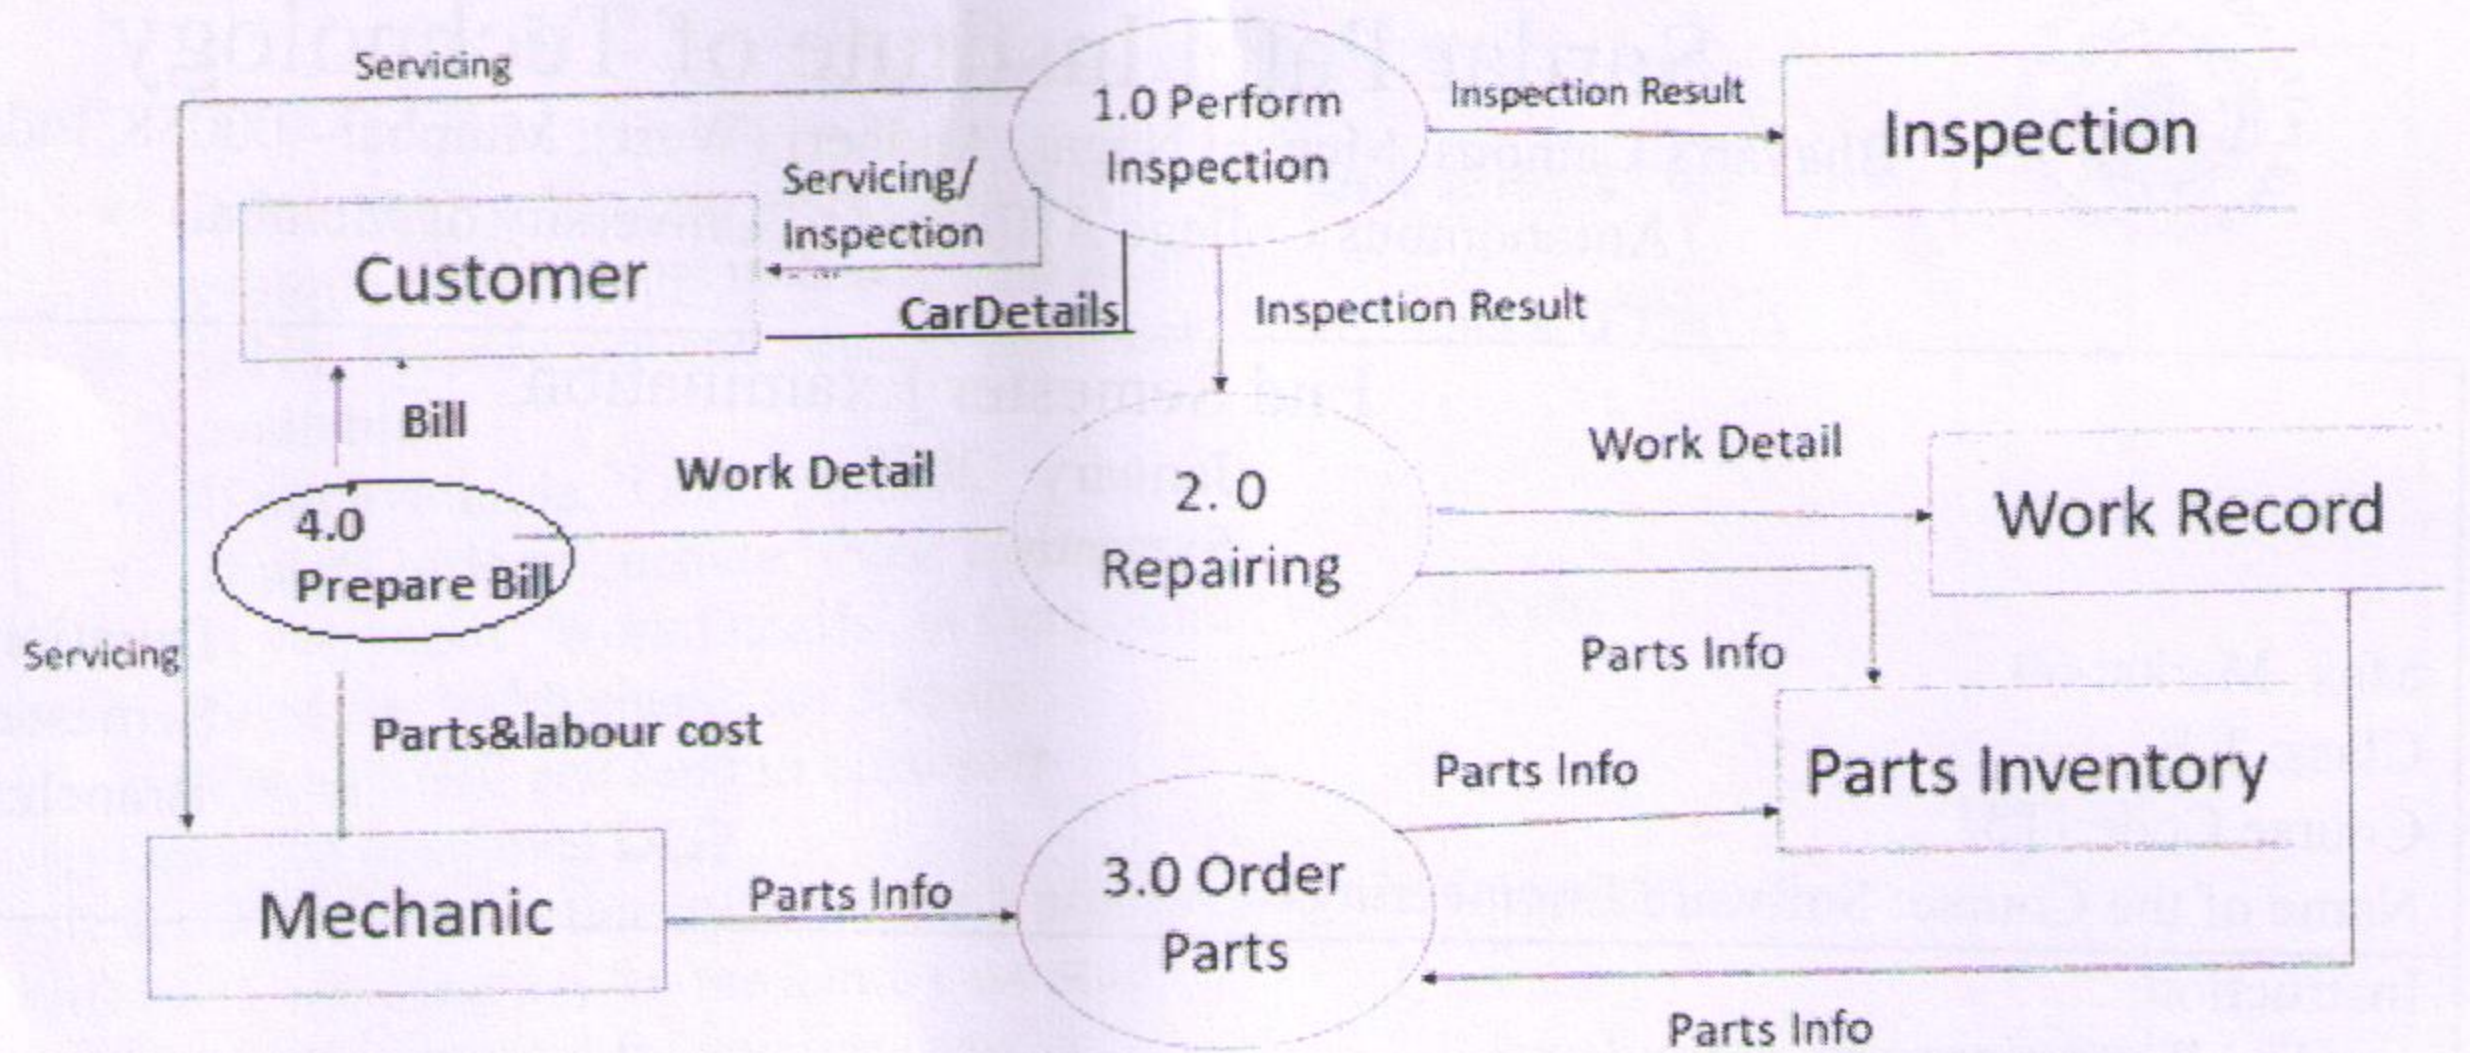 Servicing
1.0 Perform
Inspection
Inspection Result
Inspection
Servicing/
Inspection
Customer
CarDetails
Inspection Result
Bill
Work Detail
Work Detail
2. 0
Repairing
Work Record
4.0
Prepare Bill
Servicing
Parts Info
Parts&labour cost
Parts Info
Parts Inventory
3.0 Order
Parts
Parts Info
Mechanic
Parts Info